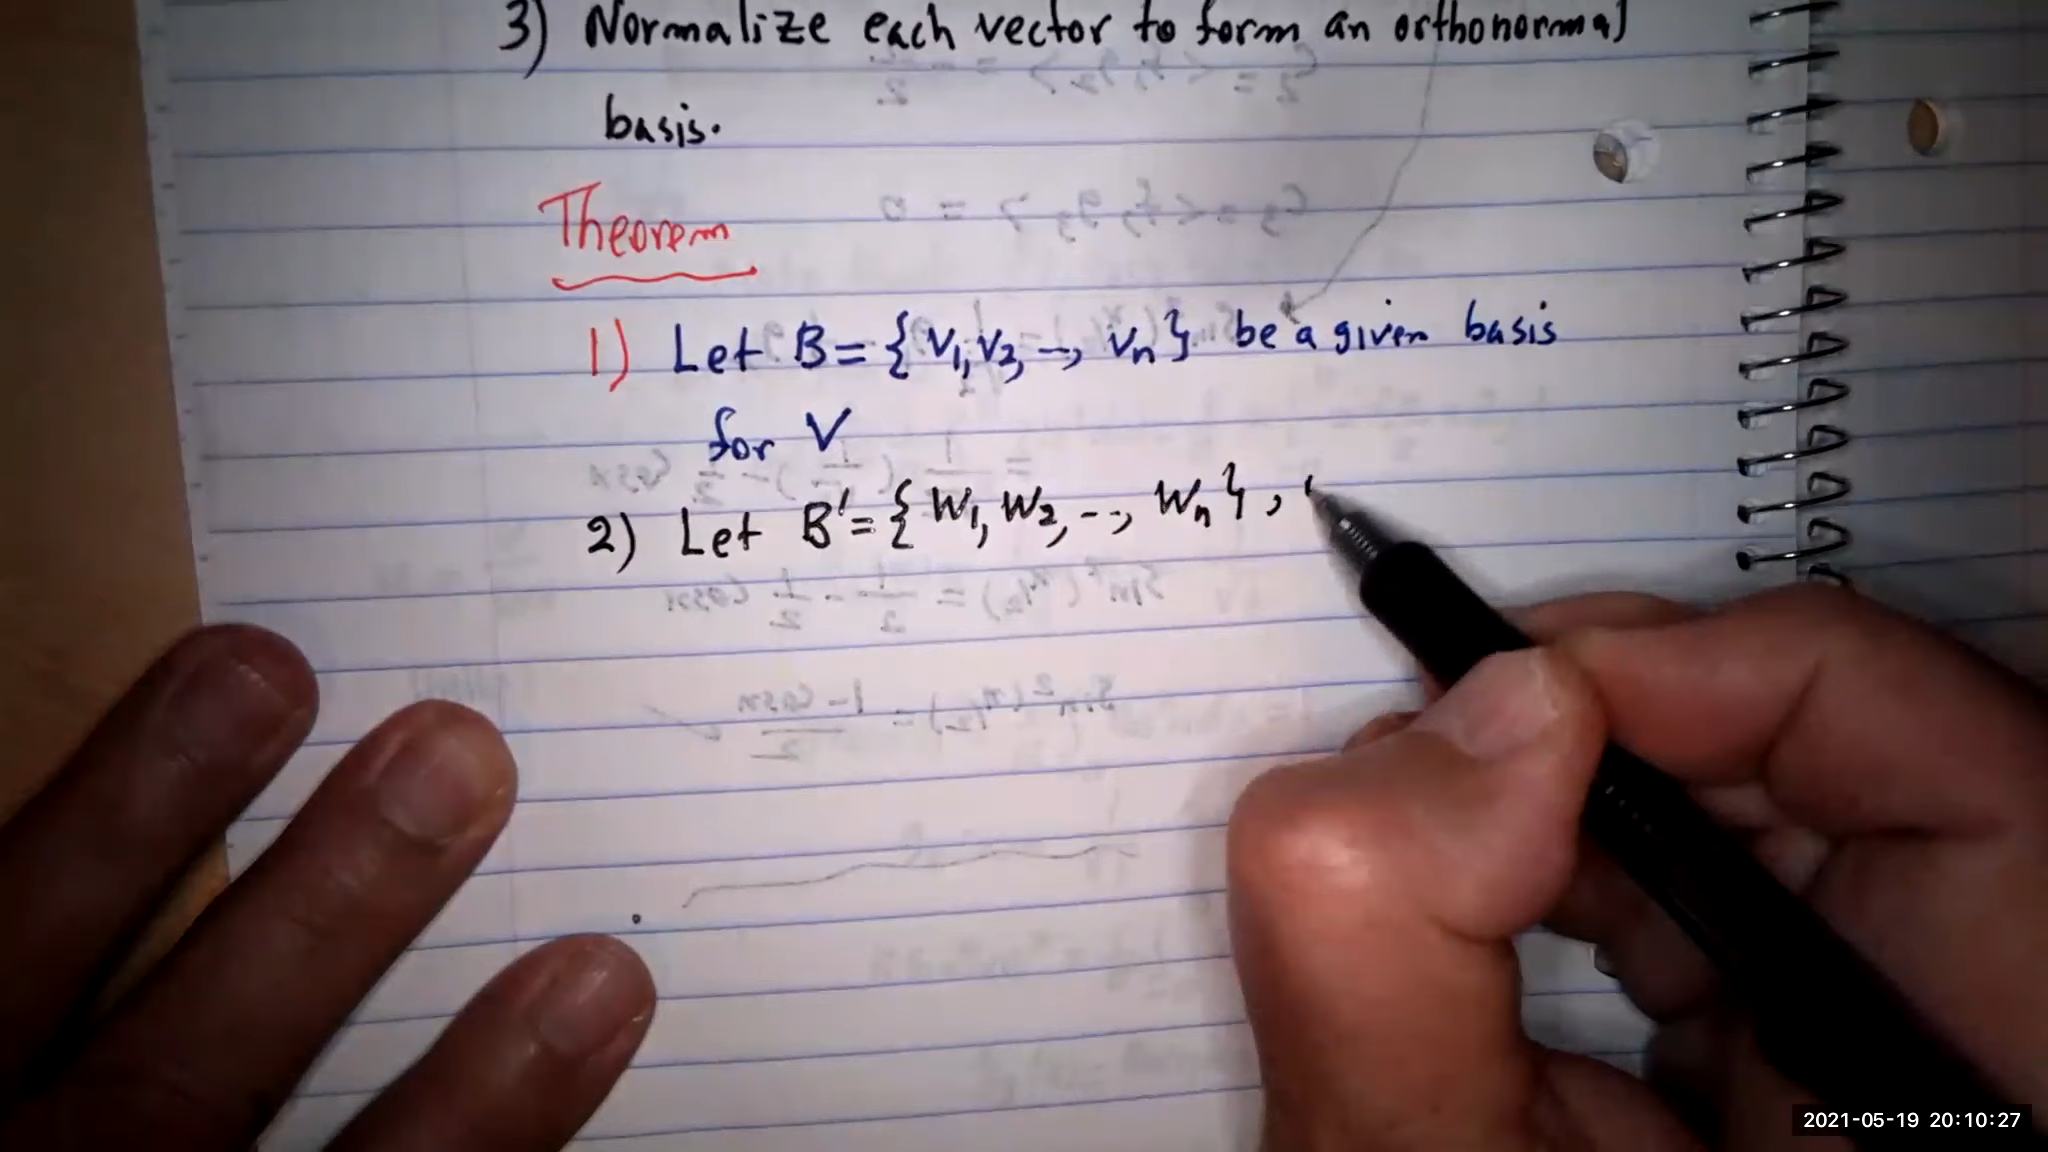 3) Normalize each vector to form an orthonormal
basis.
Theorem
1) Let B = {v1, v2, --, vn} be a given basis
for V
2) Let B' = {w1, w2, --, wn},
2021-05-19 20:10:27